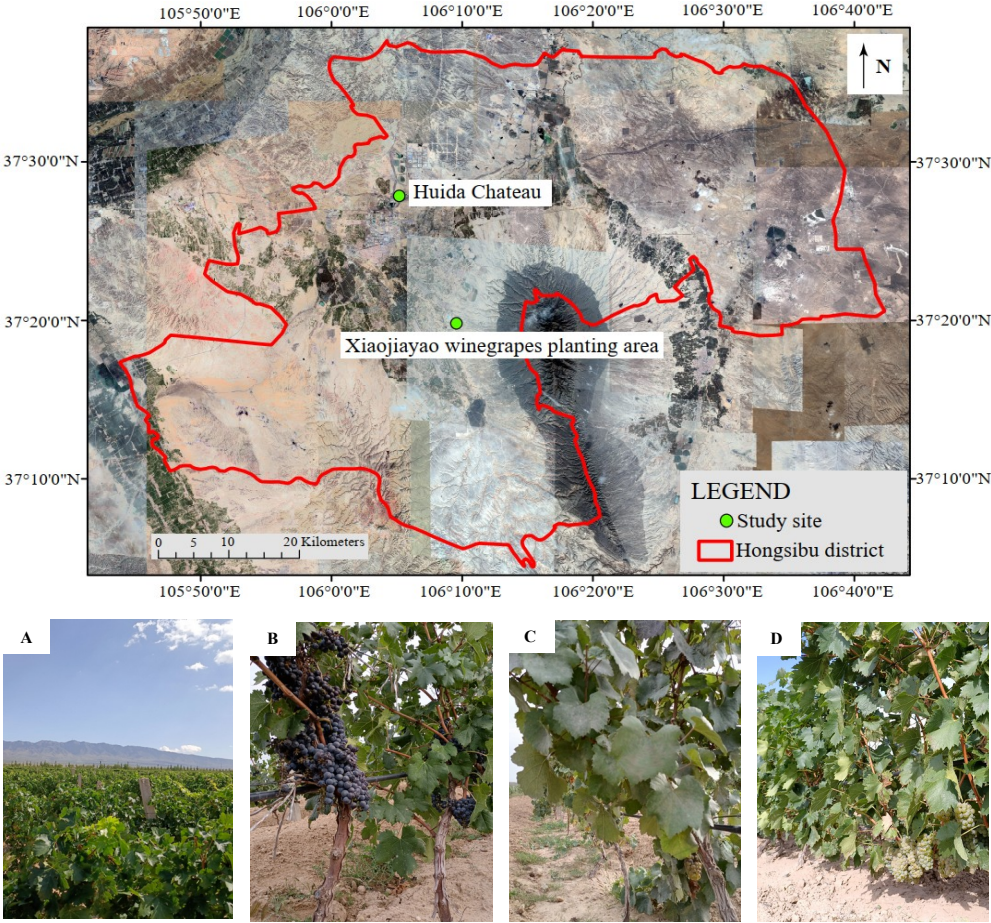 105°50'0"E 106°0'0"E 106°10'0"E 106°20'0"E 106°30'0"E 106°40'0"E
N
37°30'0"N 37°30'0"N
Huida Chateau
37°20'0"N 37°20'0"N
Xiaojiayao winegrapes planting area
37°10'0"N 37°10'0"N
LEGEND
Study site
Hongsibu district
0 5 10 20 Kilometers
105°50'0"E 106°0'0"E 106°10'0"E 106°20'0"E 106°30'0"E 106°40'0"E
A B C D